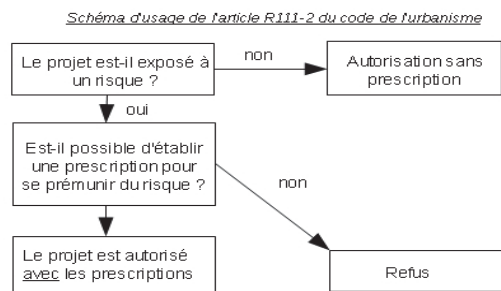 Schéma d'usage de l'article R111-2 du code de l'urbanisme
Le projet est-il exposé à
un risque ?
non
Autorisation sans
prescription
oui
Est-il possible d'établir
une prescription pour
se prémunir du risque ?
non
Le projet est autorisé
avec les prescriptions
Refus